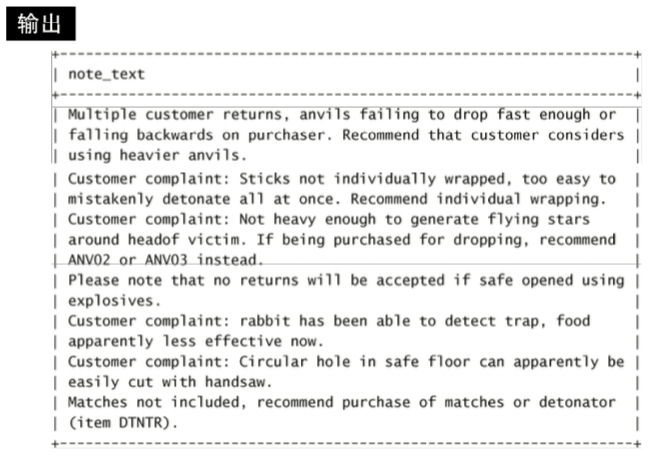 输出
+----------------------------------------------------------+
| note_text |
+----------------------------------------------------------+
| Multiple customer returns, anvils failing to drop fast enough or |
| falling backwards on purchaser. Recommend that customer considers |
| using heavier anvils. |
| Customer complaint: Sticks not individually wrapped, too easy to |
| mistakenly detonate all at once. Recommend individual wrapping. |
| Customer complaint: Not heavy enough to generate flying stars |
| around headof victim. If being purchased for dropping, recommend |
| ANV02 or ANV03 instead. |
| Please note that no returns will be accepted if safe opened using |
| explosives. |
| Customer complaint: rabbit has been able to detect trap, food |
| apparently less effective now. |
| Customer complaint: Circular hole in safe floor can apparently be |
| easily cut with handsaw. |
| Matches not included, recommend purchase of matches or detonator |
| (item DTNTR). |
+----------------------------------------------------------+